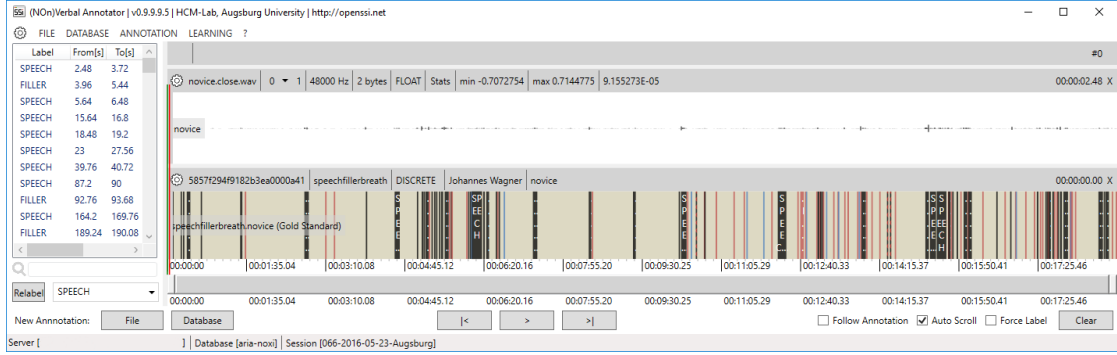 SSi (NOn)Verbal Annotator | v0.9.9.9.5 | HCM-Lab, Augsburg University | http://openssi.net
FILE DATABASE ANNOTATION LEARNING ?
#0
Label From[s] To[s]
SPEECH 2.48 3.72
FILLER 3.96 5.44
SPEECH 5.64 6.48
SPEECH 15.64 16.8
SPEECH 18.48 19.2
SPEECH 23 27.56
SPEECH 39.76 40.72
SPEECH 87.2 90
FILLER 92.76 93.68
SPEECH 164.2 169.76
FILLER 189.24 190.08
novice.close.wav 0 1 48000 Hz 2 bytes FLOAT Stats min -0.7072754 max 0.7144775 9.155273E-05 00:00:02.48 X
novice
5857f294f9182b3ea0000a41 speechfillerbreath DISCRETE Johannes Wagner novice 00:00:00.00 X
SPEE... SPEECH SPEE... SPEE... SPEE... SPEECH
speechfillerbreath.novice (Gold Standard)
00:00:00 00:01:35.04 00:03:10.08 00:04:45.12 00:06:20.16 00:07:55.20 00:09:30.25 00:11:05.29 00:12:40.33 00:14:15.37 00:15:50.41 00:17:25.46
Relabel SPEECH
00:00:00 00:01:35.04 00:03:10.08 00:04:45.12 00:06:20.16 00:07:55.20 00:09:30.25 00:11:05.29 00:12:40.33 00:14:15.37 00:15:50.41 00:17:25.46
New Annnotation: File Database |< > >| Follow Annotation Auto Scroll Force Label Clear
Server [ ] Database [aria-noxi] Session [066-2016-05-23-Augsburg]